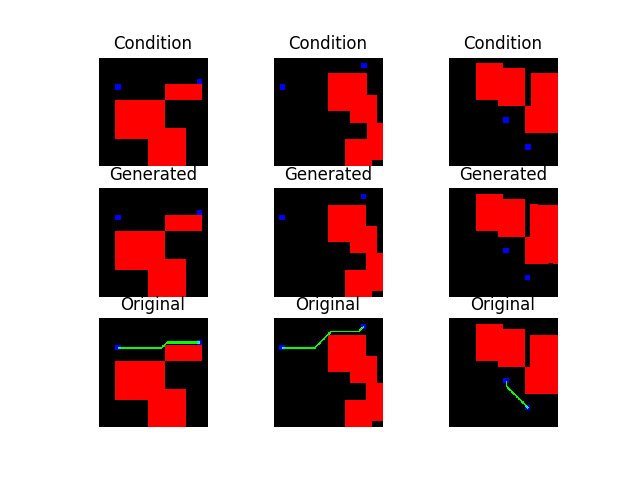 Condition
Condition
Condition
Generated
Generated
Generated
Original
Original
Original